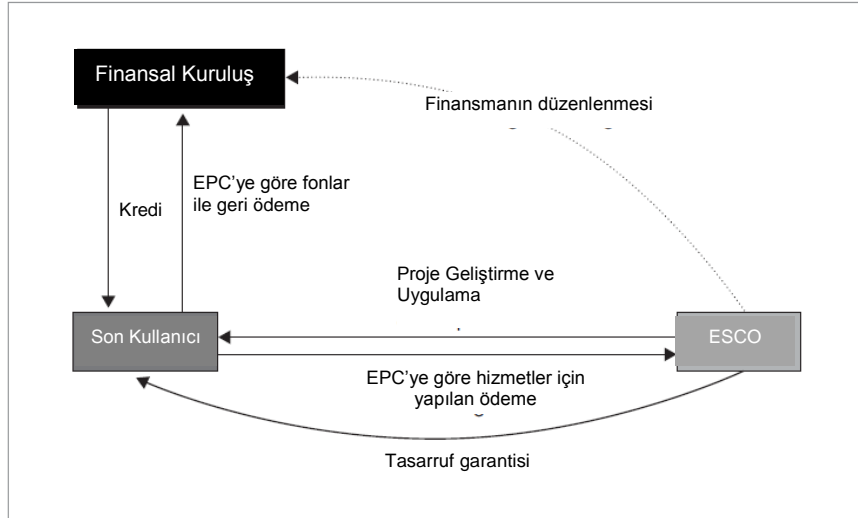 Finansal Kuruluş
Finansmanın düzenlenmesi
EPC'ye göre fonlar
ile geri ödeme
Kredi
Proje Geliştirme ve
Uygulama
Son Kullanıcı
ESCO
EPC'ye göre hizmetler için
yapılan ödeme
Tasarruf garantisi